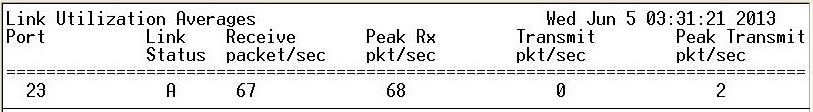 Link Utilization Averages Wed Jun 5 03:31:21 2013
Port Link Receive Peak Rx Transmit Peak Transmit
Status packet/sec pkt/sec pkt/sec pkt/sec
================================================================================
23 A 67 68 0 2